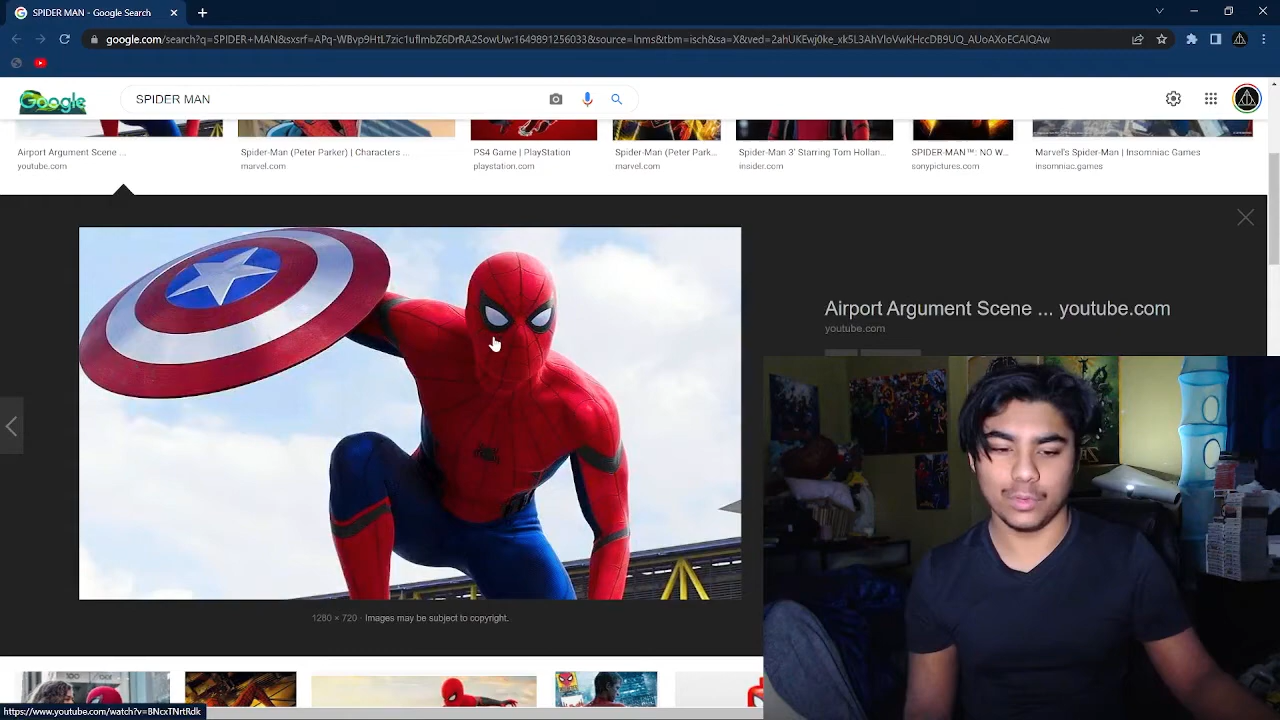 SPIDER MAN - Google Search
google.com/search?q=SPIDER+MAN&sxsrf=APq-WBvp9HtL7zic1uflmbZ6DrRA2SowUw:1649891256033&source=lnms&tbm=isch&sa=X&ved=2ahUKEwj0ke_xk5L3AhVIoVwKHccDB9UQ_AUoAXoECAIQAw
Google
SPIDER MAN
Airport Argument Scene ...
youtube.com
Spider-Man (Peter Parker) | Characters ...
marvel.com
PS4 Game | PlayStation
playstation.com
Spider-Man (Peter Park...
marvel.com
Spider-Man 3' Starring Tom Hollan...
insider.com
SPIDER-MAN™: NO W...
sonypictures.com
Marvel's Spider-Man | Insomniac Games
insomniac.games
Airport Argument Scene ... youtube.com
youtube.com
1280 × 720 · Images may be subject to copyright.
https://www.youtube.com/watch?v=BNcxTNrtRdk